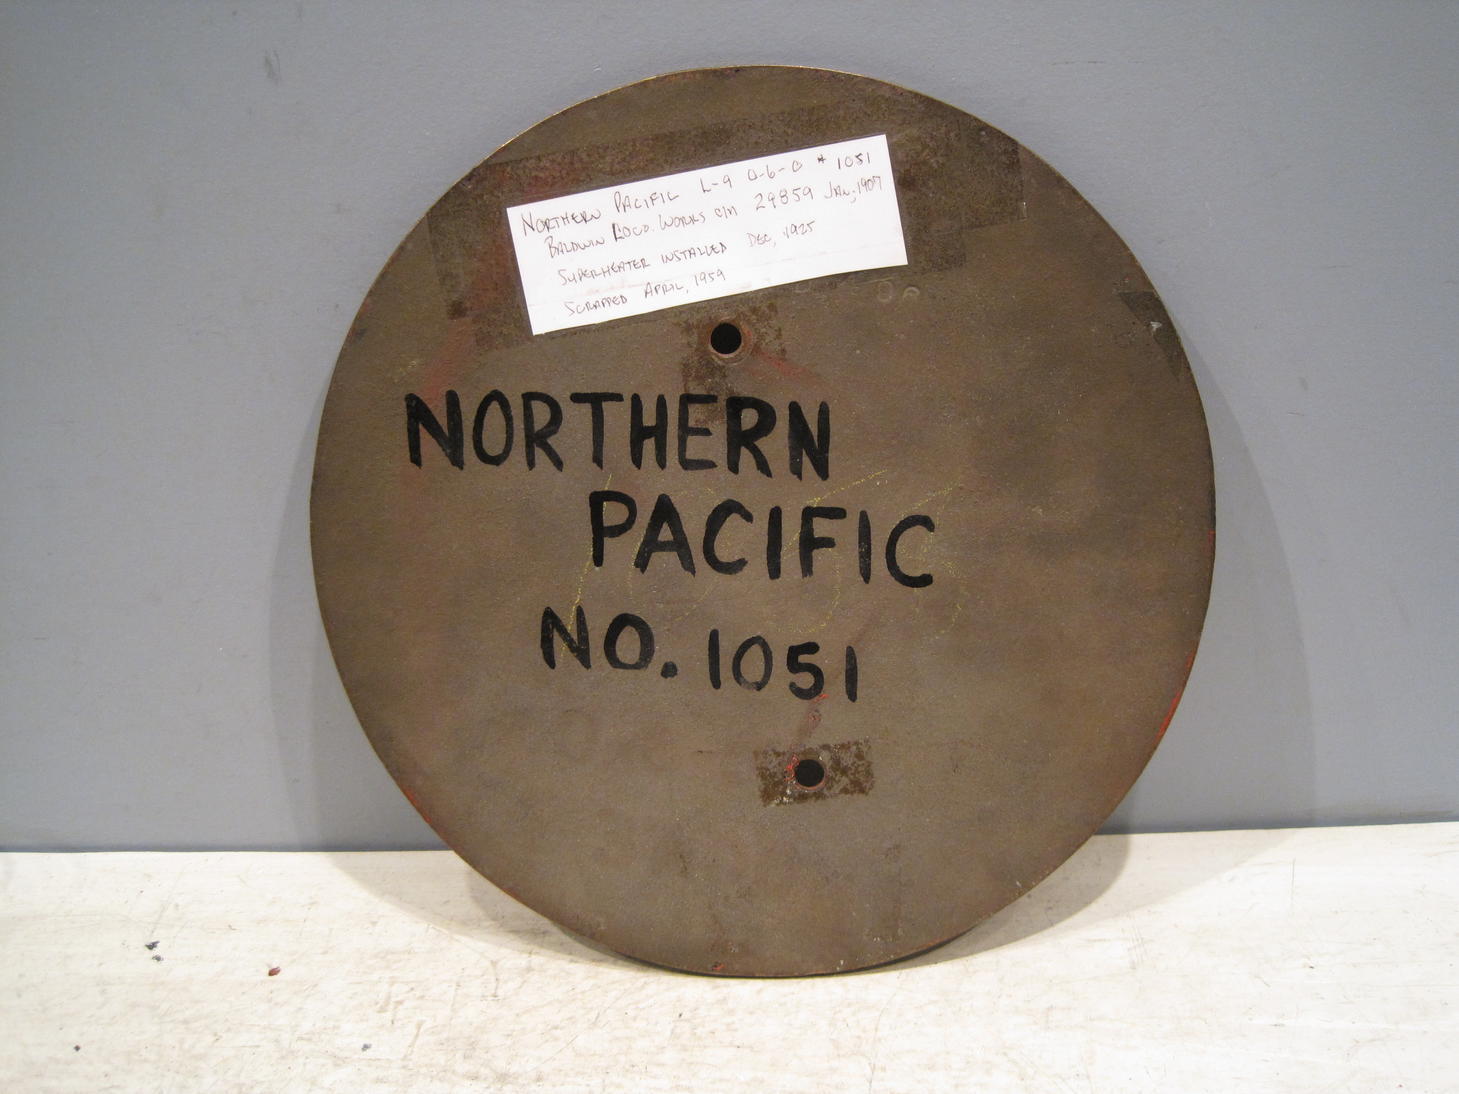 NORTHERN PACIFIC L-9 0-6-0 # 1051
BALDWIN LOCO. WORKS C/N 29859 JAN, 1907
SUPERHEATER INSTALLED DEC, 1925
SCRAPPED APRIL, 1959
NORTHERN
PACIFIC
NO. 1051